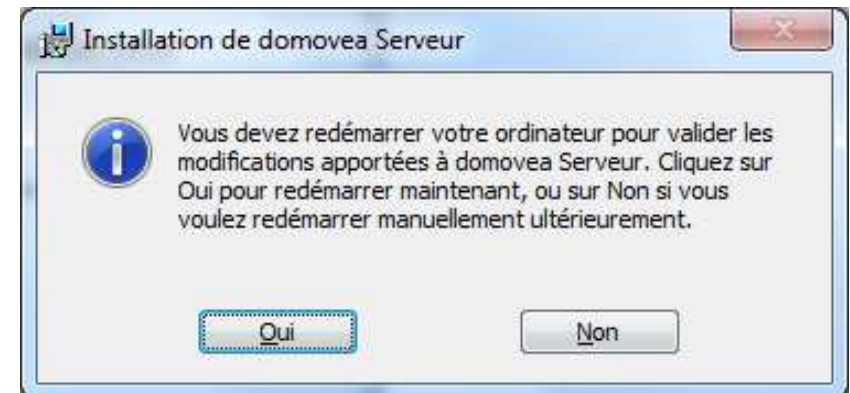 Installation de domovea Serveur
Vous devez redémarrer votre ordinateur pour valider les
modifications apportées à domovea Serveur. Cliquez sur
Oui pour redémarrer maintenant, ou sur Non si vous
voulez redémarrer manuellement ultérieurement.
Oui
Non